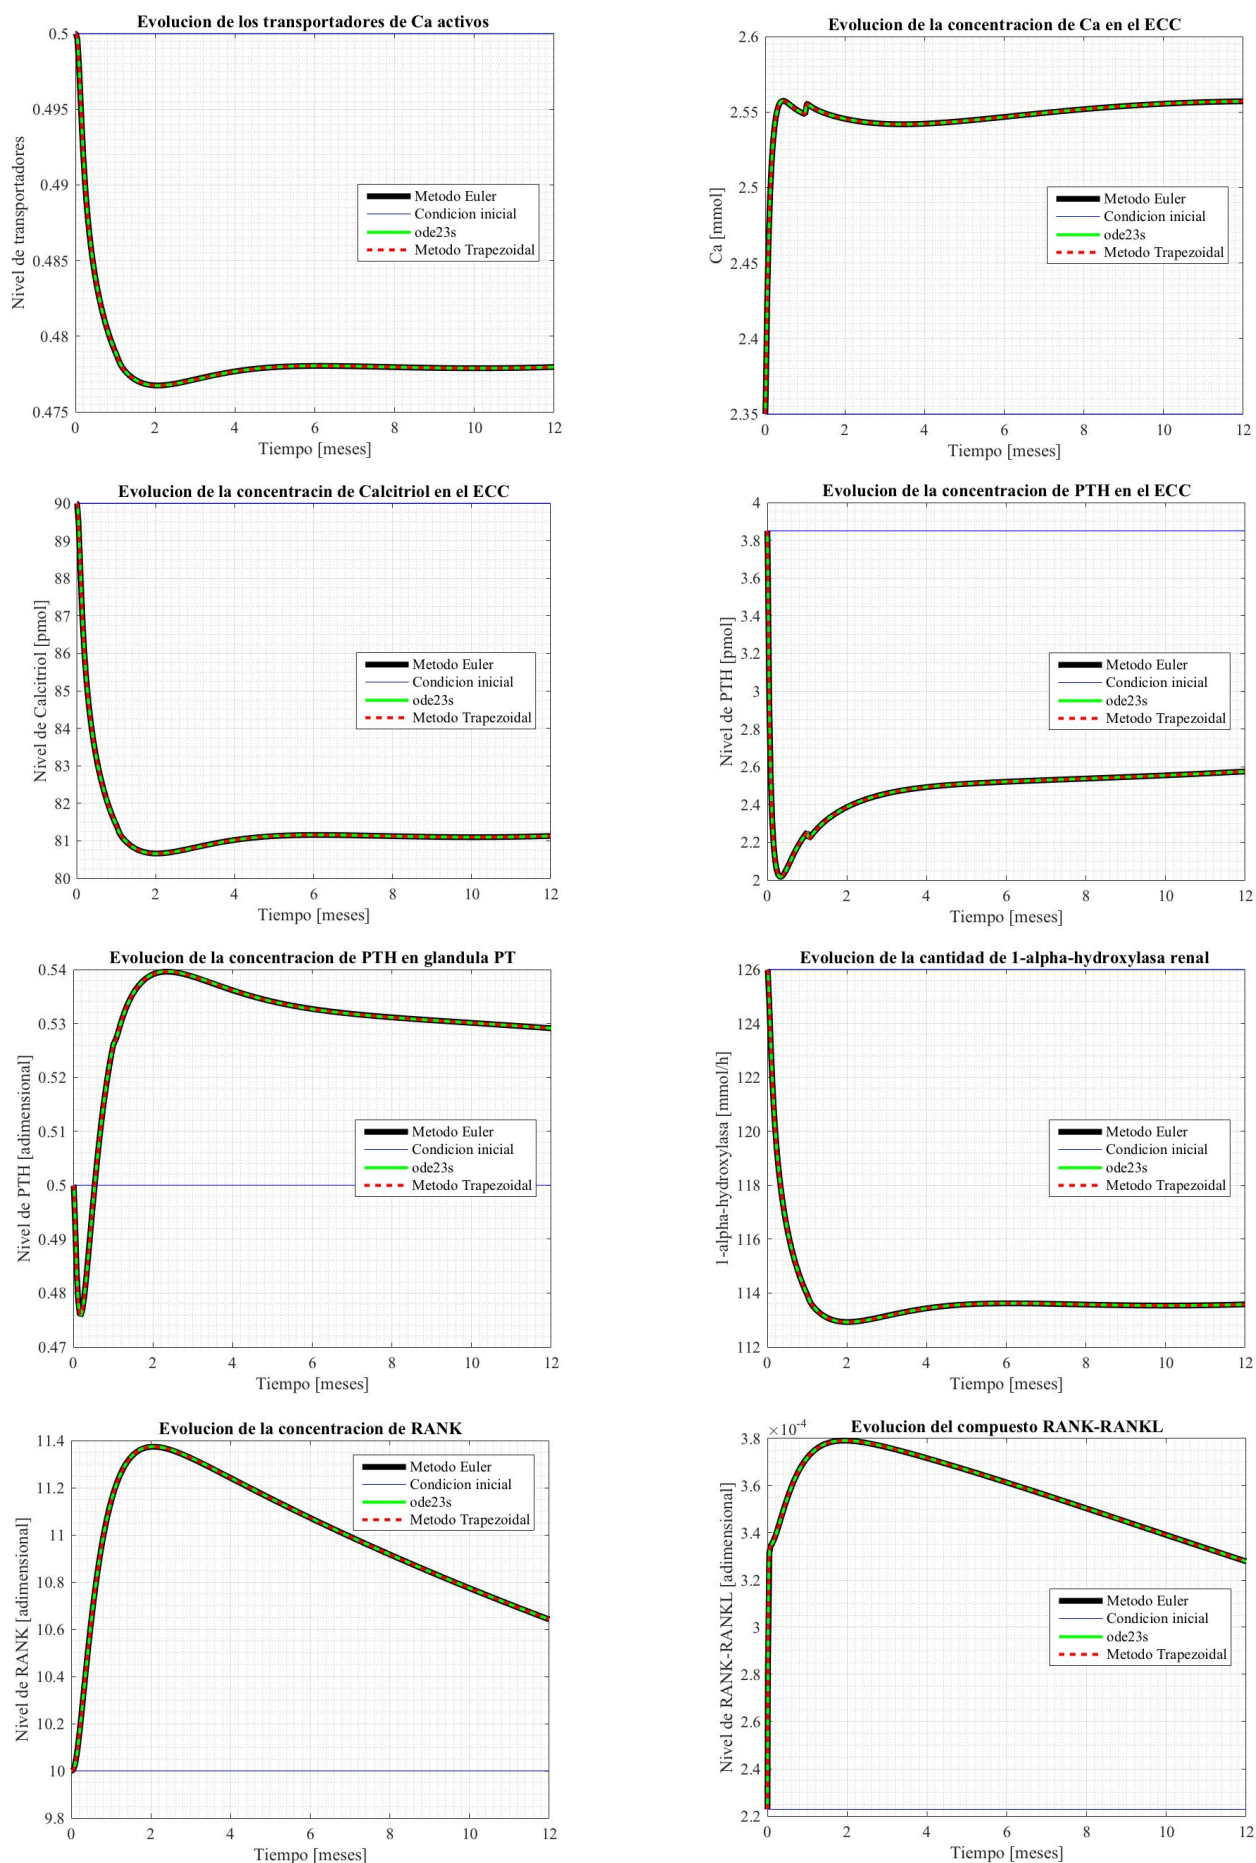 Evolucion de los transportadores de Ca activos
0.5
0.495
0.49
0.485
0.48
0.475
Nivel de transportadores
Metodo Euler
Condicion inicial
ode23s
Metodo Trapezoidal
0 2 4 6 8 10 12
Tiempo [meses]
Evolucion de la concentracion de Ca en el ECC
2.6
2.55
2.5
2.45
2.4
2.35
Ca [mmol]
Metodo Euler
Condicion inicial
ode23s
Metodo Trapezoidal
0 2 4 6 8 10 12
Tiempo [meses]
Evolucion de la concentracin de Calcitriol en el ECC
90
89
88
87
86
85
84
83
82
81
80
Nivel de Calcitriol [pmol]
Metodo Euler
Condicion inicial
ode23s
Metodo Trapezoidal
0 2 4 6 8 10 12
Tiempo [meses]
Evolucion de la concentracion de PTH en el ECC
4
3.8
3.6
3.4
3.2
3
2.8
2.6
2.4
2.2
2
Nivel de PTH [pmol]
Metodo Euler
Condicion inicial
ode23s
Metodo Trapezoidal
0 2 4 6 8 10 12
Tiempo [meses]
Evolucion de la concentracion de PTH en glandula PT
0.54
0.53
0.52
0.51
0.5
0.49
0.48
0.47
Nivel de PTH [adimensional]
Metodo Euler
Condicion inicial
ode23s
Metodo Trapezoidal
0 2 4 6 8 10 12
Tiempo [meses]
Evolucion de la cantidad de 1-alpha-hydroxylasa renal
126
124
122
120
118
116
114
112
1-alpha-hydroxylasa [mmol/h]
Metodo Euler
Condicion inicial
ode23s
Metodo Trapezoidal
0 2 4 6 8 10 12
Tiempo [meses]
Evolucion de la concentracion de RANK
11.4
11.2
11
10.8
10.6
10.4
10.2
10
9.8
Nivel de RANK [adimensional]
Metodo Euler
Condicion inicial
ode23s
Metodo Trapezoidal
0 2 4 6 8 10 12
Tiempo [meses]
Evolucion del compuesto RANK-RANKL
×10⁻⁴
3.8
3.6
3.4
3.2
3
2.8
2.6
2.4
2.2
Nivel de RANK-RANKL [adimensional]
Metodo Euler
Condicion inicial
ode23s
Metodo Trapezoidal
0 2 4 6 8 10 12
Tiempo [meses]